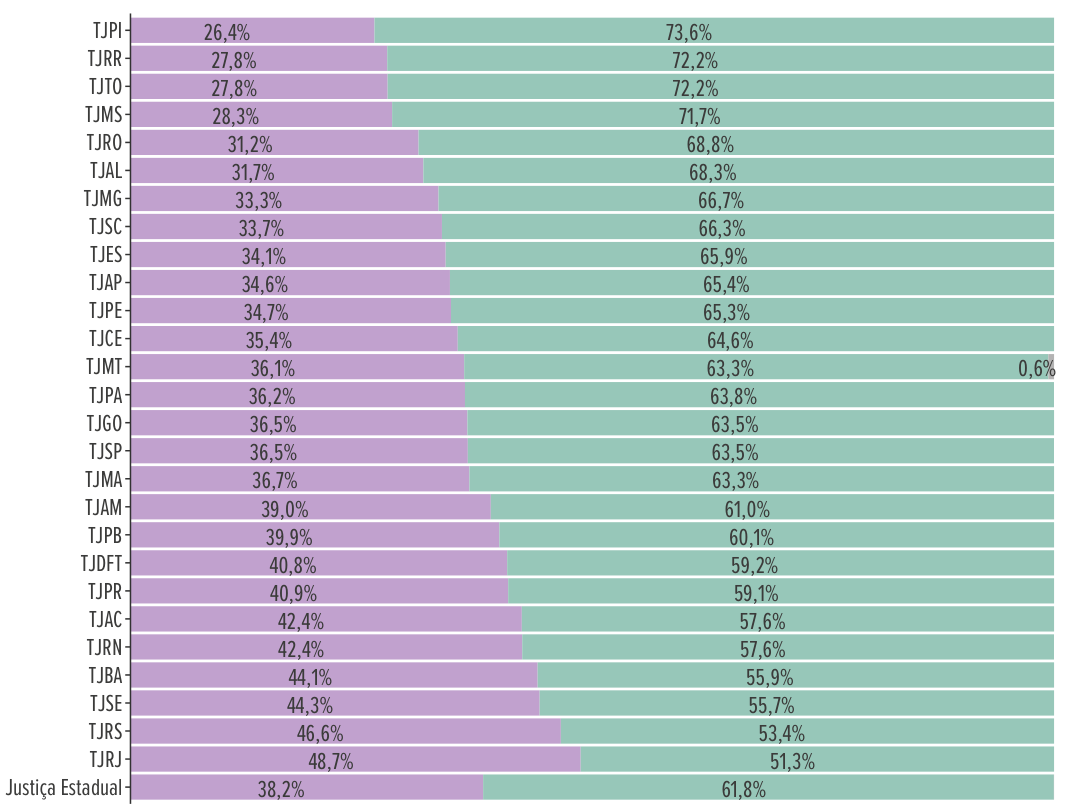 TJPI 26,4% 73,6%
TJRR 27,8% 72,2%
TJTO 27,8% 72,2%
TJMS 28,3% 71,7%
TJRO 31,2% 68,8%
TJAL 31,7% 68,3%
TJMG 33,3% 66,7%
TJSC 33,7% 66,3%
TJES 34,1% 65,9%
TJAP 34,6% 65,4%
TJPE 34,7% 65,3%
TJCE 35,4% 64,6%
TJMT 36,1% 63,3% 0,6%
TJPA 36,2% 63,8%
TJGO 36,5% 63,5%
TJSP 36,5% 63,5%
TJMA 36,7% 63,3%
TJAM 39,0% 61,0%
TJPB 39,9% 60,1%
TJDFT 40,8% 59,2%
TJPR 40,9% 59,1%
TJAC 42,4% 57,6%
TJRN 42,4% 57,6%
TJBA 44,1% 55,9%
TJSE 44,3% 55,7%
TJRS 46,6% 53,4%
TJRJ 48,7% 51,3%
Justiça Estadual 38,2% 61,8%